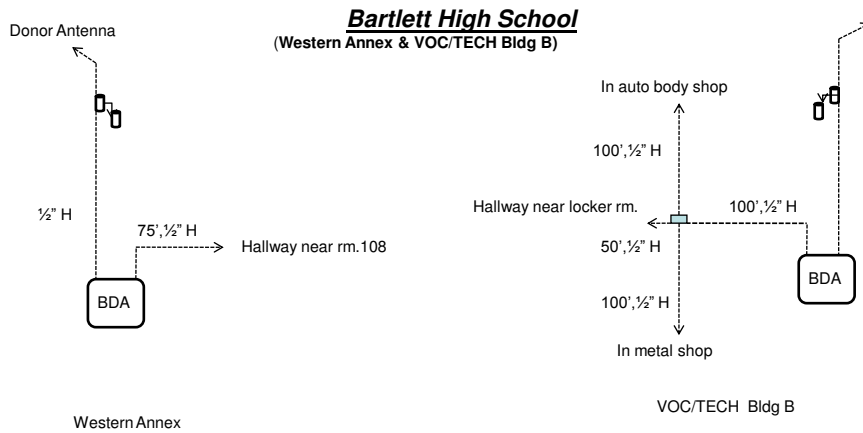 Bartlett High School
(Western Annex & VOC/TECH Bldg B)
Donor Antenna
½” H
75’,½” H
Hallway near rm.108
BDA
Western Annex
In auto body shop
100’,½” H
Hallway near locker rm.
100’,½” H
50’,½” H
100’,½” H
In metal shop
BDA
VOC/TECH Bldg B